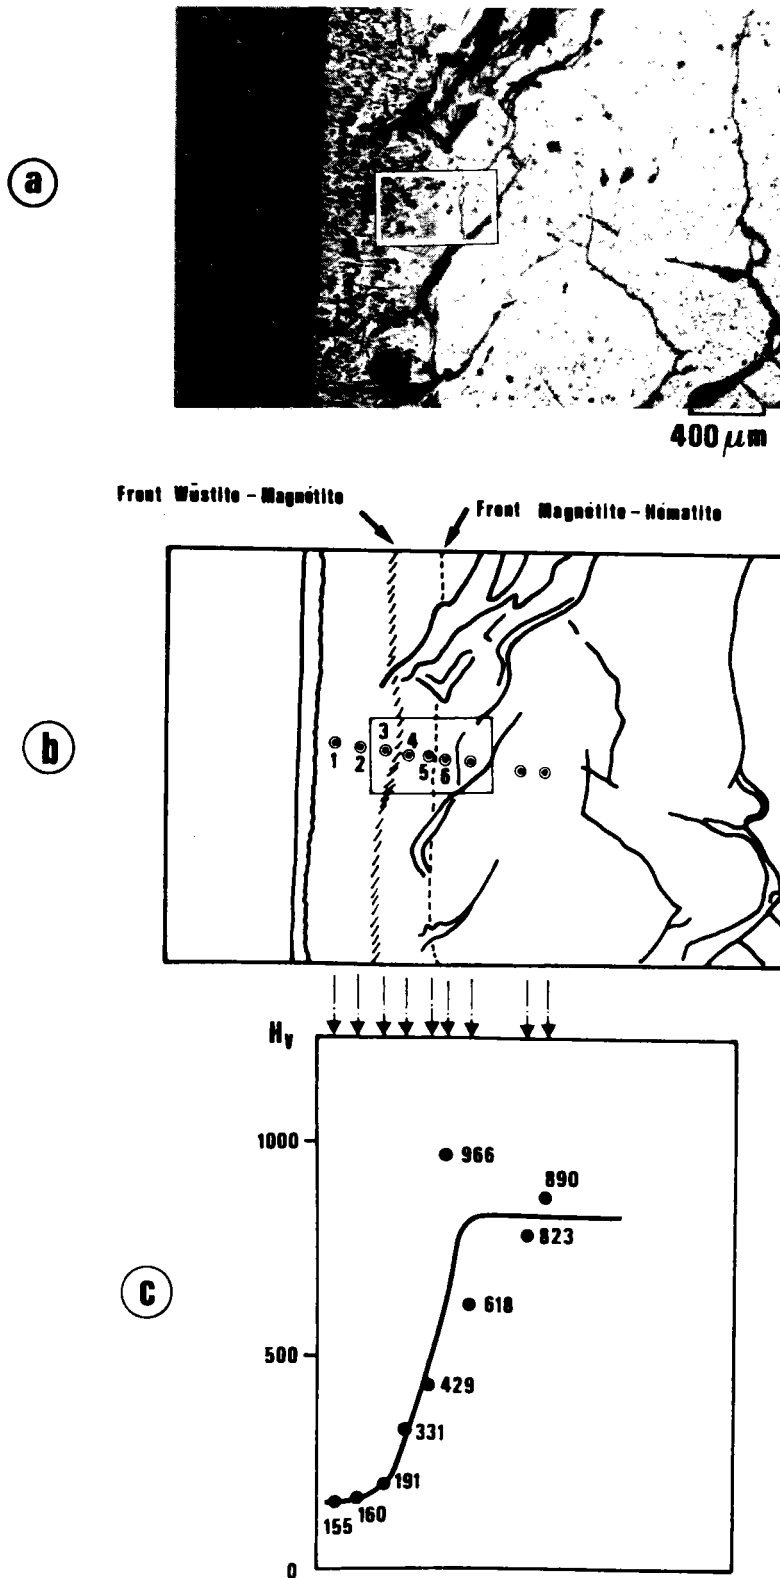 a
400 μm
Front Wüstite - Magnétite
Front Magnétite - Hématite
b
1 2 3 4 5 6
Hv
1000
966
890
823
c
618
500
429
331
191
160
155
0